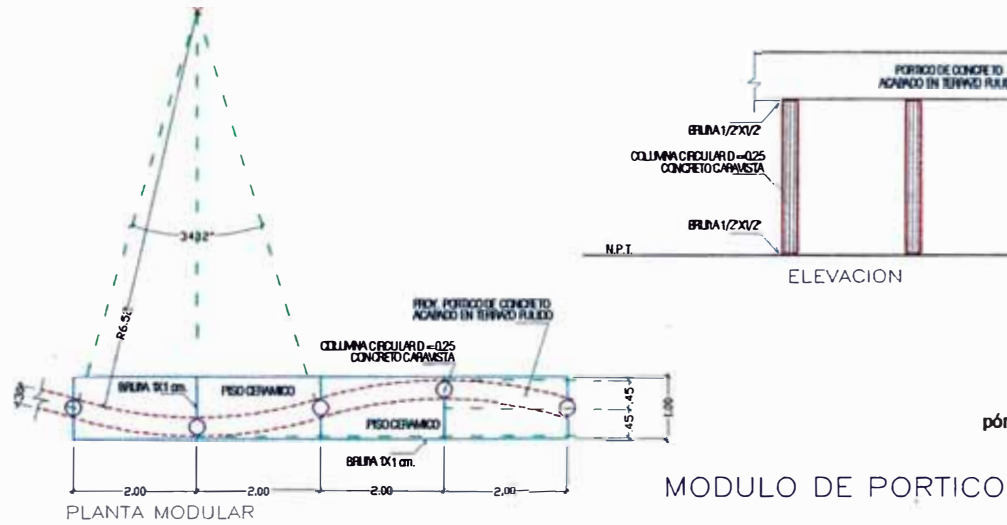 PORTICO DE CONCRETO
ACABADO EN TERRAZO PULID
BRUÑA 1/2"X1/2"
COLUMNA CIRCULAR D=0.25
CONCRETO CARAVISTA
BRUÑA 1/2"X1/2"
N.P.T.
ELEVACION
R6.52
PROY. PORTICO DE CONCRETO
ACABADO EN TERRAZO PULIDO
COLUMNA CIRCULAR D=0.25
CONCRETO CARAVISTA
BRUÑA 1X1 cm.
PISO CERAMICO
.45
.45
1.00
PISO CERAMICO
BRUÑA 1X1 cm.
2.00
2.00
2.00
2.00
PLANTA MODULAR
pór
MODULO DE PORTICO